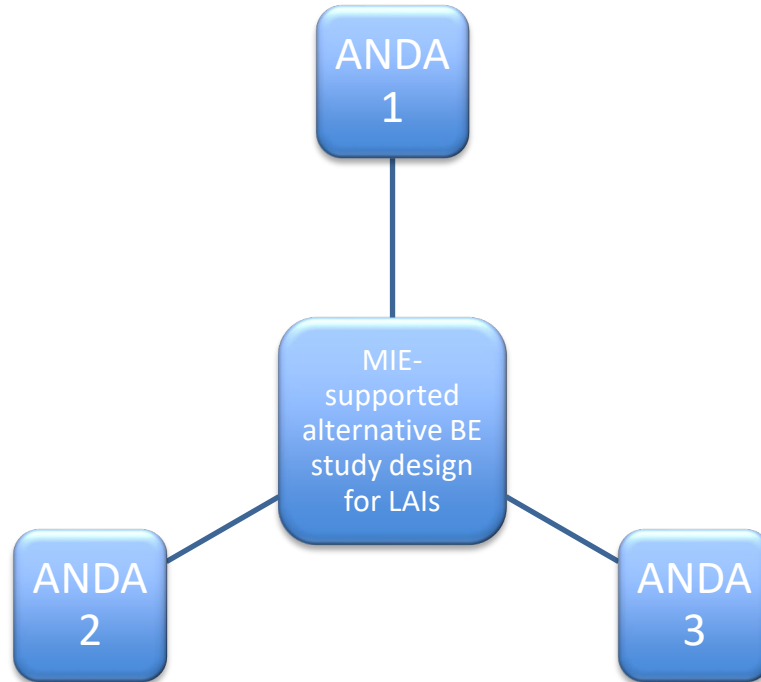 ANDA
1
MIE-
supported
alternative BE
study design
for LAIs
ANDA
2
ANDA
3